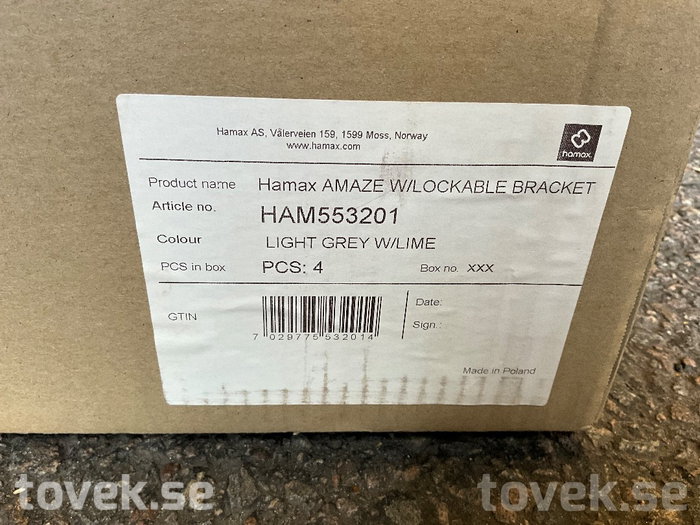 Hamax AS, Vålerveien 159, 1599 Moss, Norway
www.hamax.com
hamax
Product name Hamax AMAZE W/LOCKABLE BRACKET
Article no. HAM553201
Colour LIGHT GREY W/LIME
PCS in box PCS: 4 Box no. XXX
GTIN
7 029775 532014
Date:
Sign.:
Made in Poland
tovek.se tovek.se